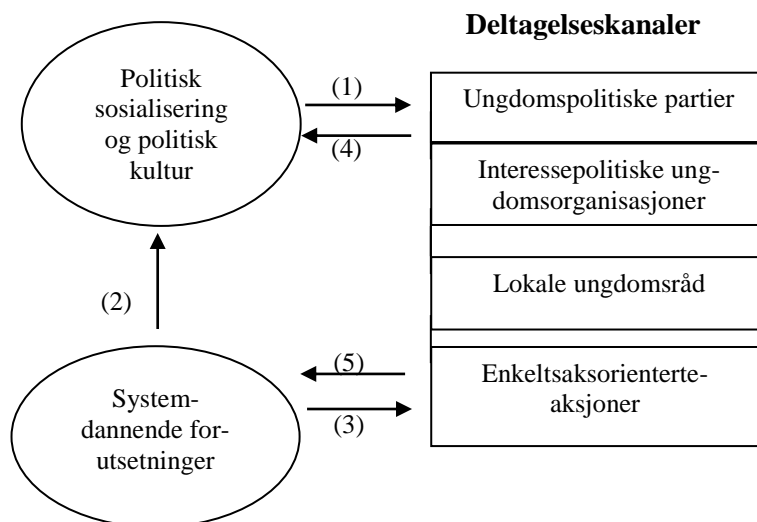 Deltagelseskanaler
Politisk
sosialisering
og politisk
kultur
(1)
(4)
Ungdomspolitiske partier
Interessepolitiske ung-
domsorganisasjoner
Lokale ungdomsråd
(2)
(5)
(3)
Enkeltsaksorienterte-
aksjoner
System-
dannende for-
utsetninger